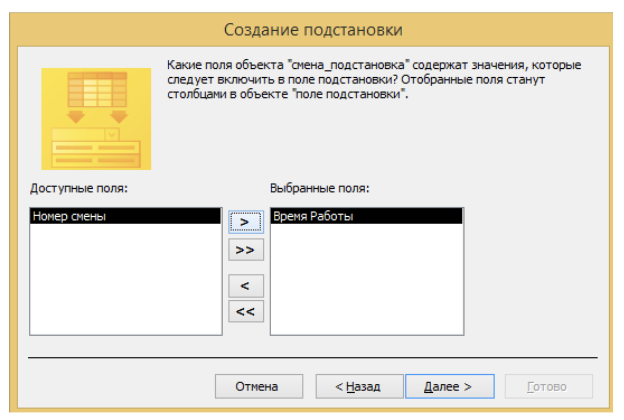 Создание подстановки
Какие поля объекта "смена_подстановка" содержат значения, которые
следует включить в поле подстановки? Отобранные поля станут
столбцами в объекте "поле подстановки".
Доступные поля:
Выбранные поля:
Номер смены
>
Время Работы
>>
<
<<
Отмена
< Назад
Далее >
Готово